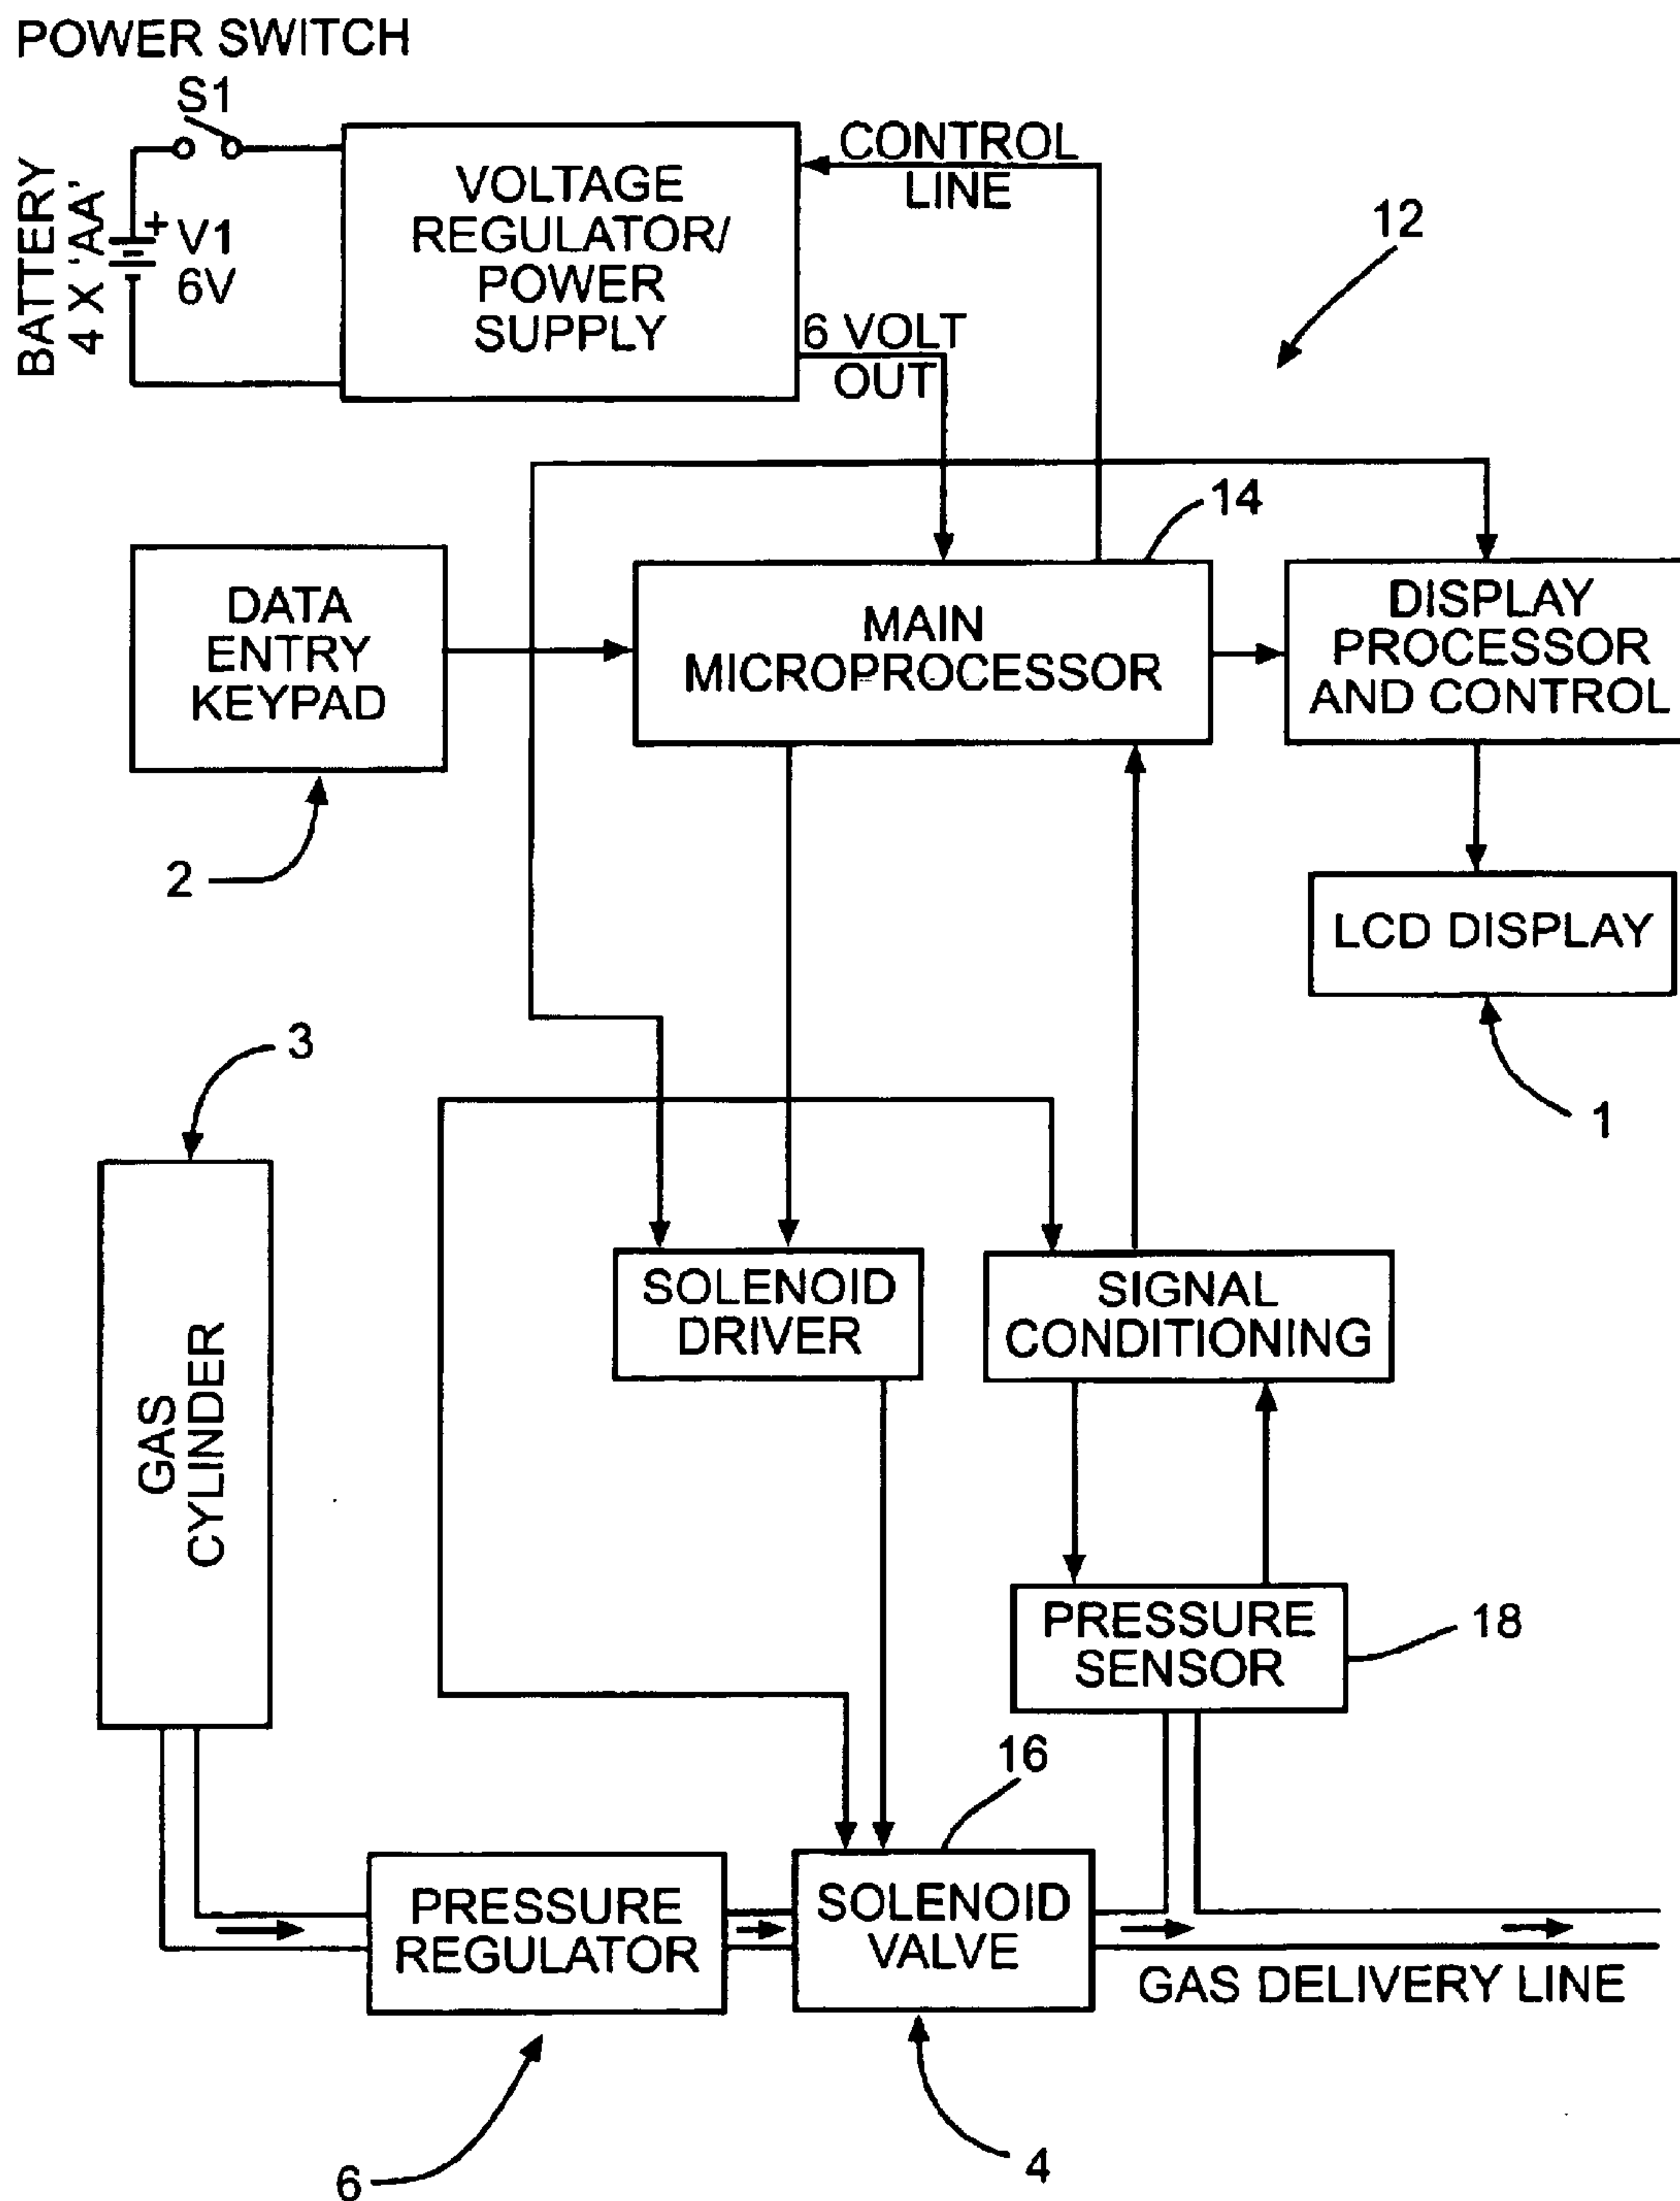 POWER SWITCH
S1
BATTERY
4 X 'AA'
+
V1
6V
VOLTAGE
REGULATOR/
POWER
SUPPLY
CONTROL
LINE
6 VOLT
OUT
12
14
DATA
ENTRY
KEYPAD
2
MAIN
MICROPROCESSOR
DISPLAY
PROCESSOR
AND CONTROL
LCD DISPLAY
1
3
GAS
CYLINDER
SOLENOID
DRIVER
SIGNAL
CONDITIONING
PRESSURE
SENSOR
18
16
PRESSURE
REGULATOR
SOLENOID
VALVE
GAS DELIVERY LINE
6
4